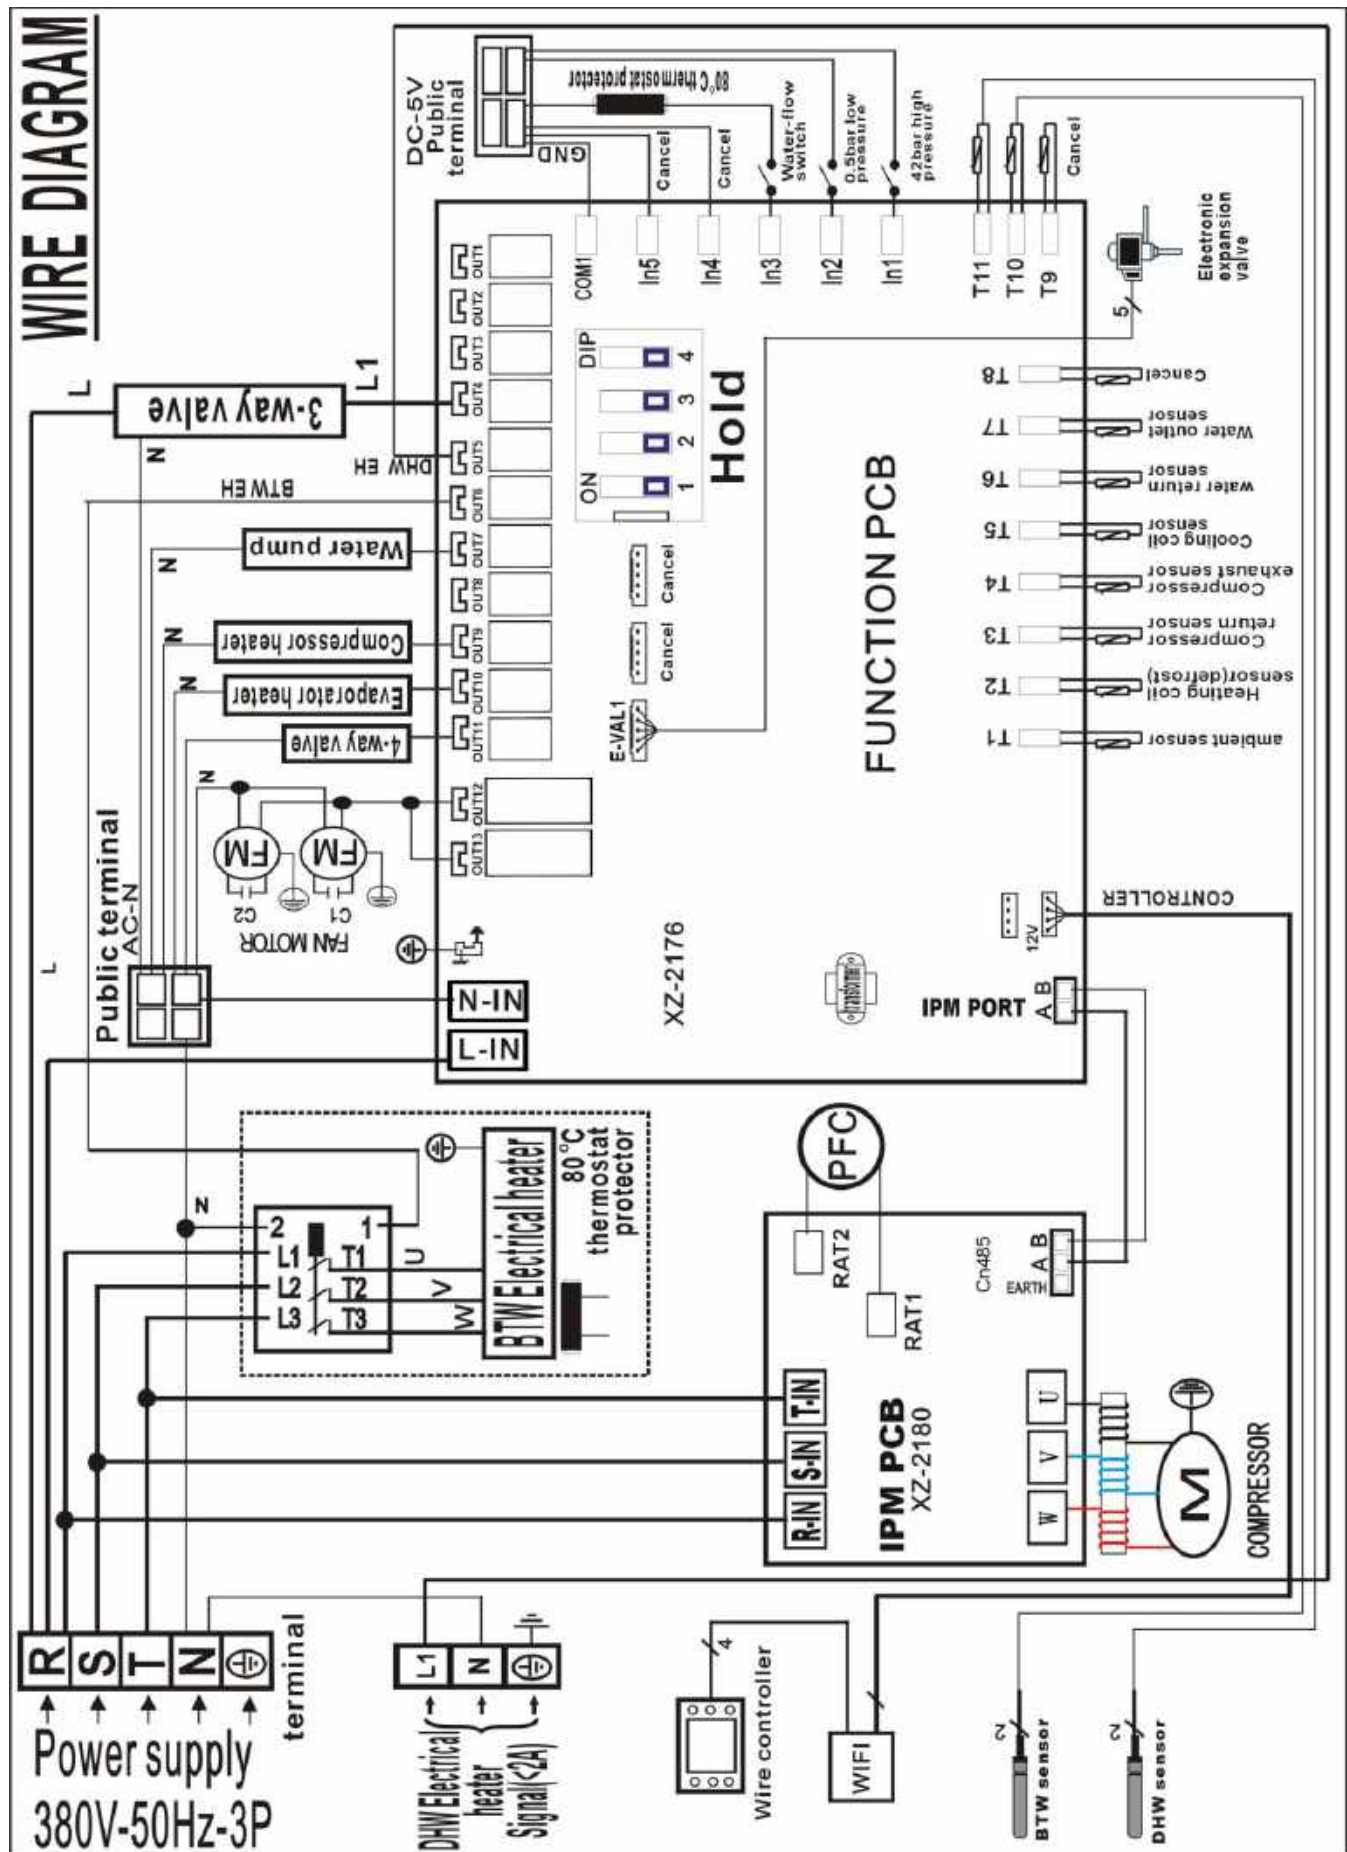 WIRE DIAGRAM
DC-5V
Public
terminal
GND
80°C thermostat protector
Cancel
Cancel
Water-flow
switch
0.5bar low
pressure
42bar high
pressure
Cancel
COM1
In5
In4
In3
In2
In1
T11
T10
T9
Electronic
expansion
valve
5
OUT1
OUT2
OUT3
OUT4
OUT5
OUT6
OUT7
OUT8
OUT9
OUT10
OUT11
OUT12
OUT13
L
3-way valve
L1
N
DHW EH
BTW EH
Water pump
N
Compressor heater
N
Evaporator heater
N
4-way valve
N
FM
FM
C2
C1
FAN MOTOR
ON
DIP
1
2
3
4
Hold
Cancel
Cancel
E-VAL1
FUNCTION PCB
XZ-2176
T8
Cancel
T7
Water outlet
sensor
T6
water return
sensor
T5
Cooling coil
sensor
T4
Compressor
exhaust sensor
T3
Compressor
return sensor
T2
Heating coil
sensor(defrost)
T1
ambient sensor
Public terminal
AC-N
L
N-IN
L-IN
transformer
12V
CONTROLLER
IPM PORT
A B
N
2
1
L1
T1
L2
T2
L3
T3
U
V
W
BTW Electrical heater
80°C
thermostat
protector
PFC
RAT2
RAT1
Cn485
EARTH
A B
T-IN
S-IN
R-IN
IPM PCB
XZ-2180
U
V
W
M
COMPRESSOR
R
S
T
N
terminal
Power supply
380V-50Hz-3P
L1
N
DHW Electrical
heater
Signal(<2A)
4
Wire controller
WIFI
2
BTW sensor
2
DHW sensor